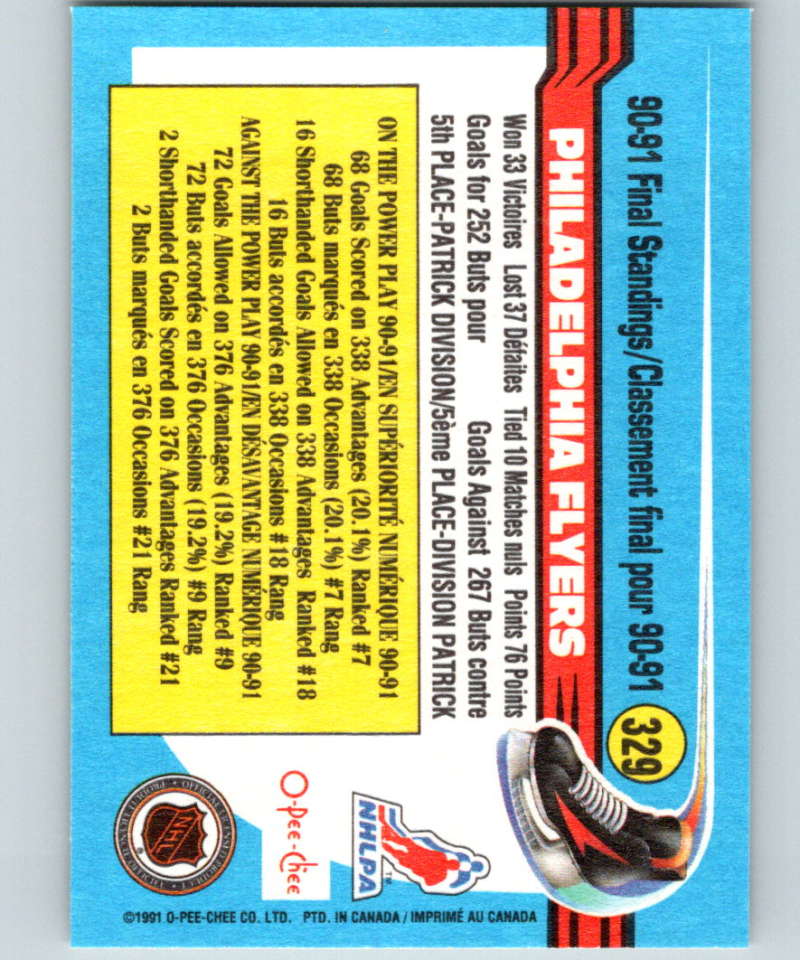 90-91 Final Standings/Classement final pour 90-91
329
PHILADELPHIA FLYERS
Won 33 Victoires Lost 37 Défaites Tied 10 Matches nuls Points 76 Points
Goals for 252 Buts pour Goals Against 267 Buts contre
5th PLACE-PATRICK DIVISION/5ème PLACE-DIVISION PATRICK
ON THE POWER PLAY 90-91/EN SUPÉRIORITÉ NUMÉRIQUE 90-91
68 Goals Scored on 338 Advantages (20.1%) Ranked #7
68 Buts marqués en 338 Occasions (20.1%) #7 Rang
16 Shorthanded Goals Allowed on 338 Advantages Ranked #18
16 Buts accordés en 338 Occasions #18 Rang
AGAINST THE POWER PLAY 90-91/EN DÉSAVANTAGE NUMÉRIQUE 90-91
72 Goals Allowed on 376 Advantages (19.2%) Ranked #9
72 Buts accordés en 376 Occasions (19.2%) #9 Rang
2 Shorthanded Goals Scored on 376 Advantages Ranked #21
2 Buts marqués en 376 Occasions #21 Rang
NHLPA
TM
O-Pee-Chee
NHL
®
©1991 O-PEE-CHEE CO. LTD. PTD. IN CANADA / IMPRIMÉ AU CANADA